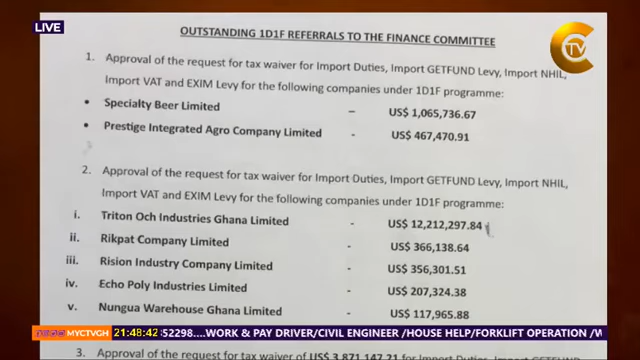 LIVE
CTV
OUTSTANDING 1D1F REFERRALS TO THE FINANCE COMMITTEE
1. Approval of the request for tax waiver for Import Duties, Import GETFUND Levy, Import NHIL,
Import VAT and EXIM Levy for the following companies under 1D1F programme:
• Specialty Beer Limited – US$ 1,065,736.67
• Prestige Integrated Agro Company Limited - US$ 467,470.91
2. Approval of the request for tax waiver for Import Duties, Import GETFUND Levy, Import NHIL,
Import VAT and EXIM Levy for the following companies under 1D1F programme:
i. Triton Och Industries Ghana Limited - US$ 12,212,297.84
ii. Rikpat Company Limited - US$ 366,138.64
iii. Rision Industry Company Limited - US$ 356,301.51
iv. Echo Poly Industries Limited - US$ 207,324.38
v. Nungua Warehouse Ghana Limited - US$ 117,965.88
MYCTVGH 21:48:42 52298....WORK & PAY DRIVER/CIVIL ENGINEER /HOUSE HELP/FORKLIFT OPERATION /W
3. Approval of the request for tax waiver of US$ 3,871,147.21 for Import Duties, Import GETFUND